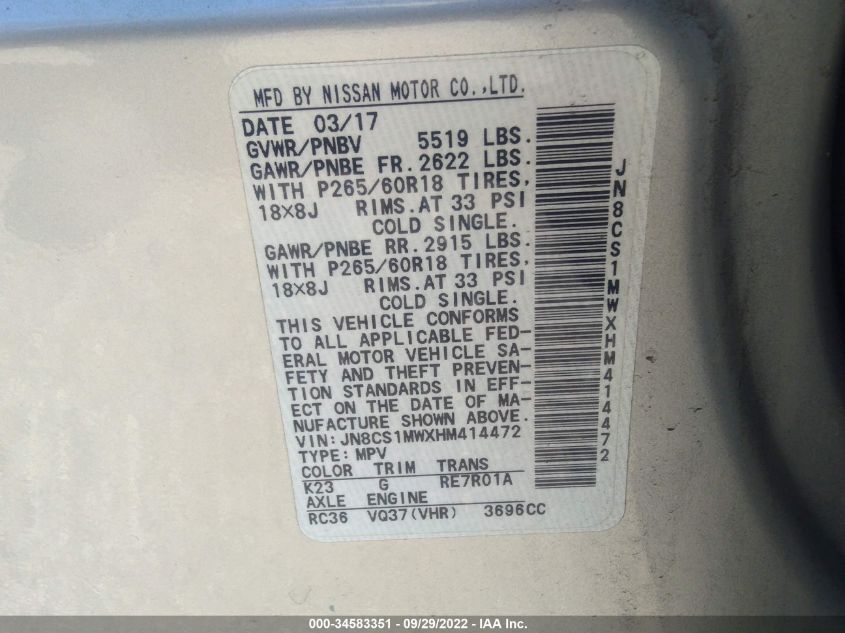 MFD BY NISSAN MOTOR CO.,LTD.
DATE 03/17
GVWR/PNBV 5519 LBS.
GAWR/PNBE FR. 2622 LBS.
WITH P265/60R18 TIRES,
18X8J RIMS. AT 33 PSI
COLD SINGLE.
GAWR/PNBE RR. 2915 LBS.
WITH P265/60R18 TIRES,
18X8J RIMS. AT 33 PSI
COLD SINGLE.
THIS VEHICLE CONFORMS
TO ALL APPLICABLE FED-
ERAL MOTOR VEHICLE SA-
FETY AND THEFT PREVEN-
TION STANDARDS IN EFF-
ECT ON THE DATE OF MA-
NUFACTURE SHOWN ABOVE.
VIN:JN8CS1MWXHM414472
TYPE:MPV
COLOR TRIM TRANS
K23 G RE7R01A
AXLE ENGINE
RC36 VQ37(VHR) 3696CC
JN8CS1MWXHM414472
000-34583351 - 09/29/2022 - IAA Inc.